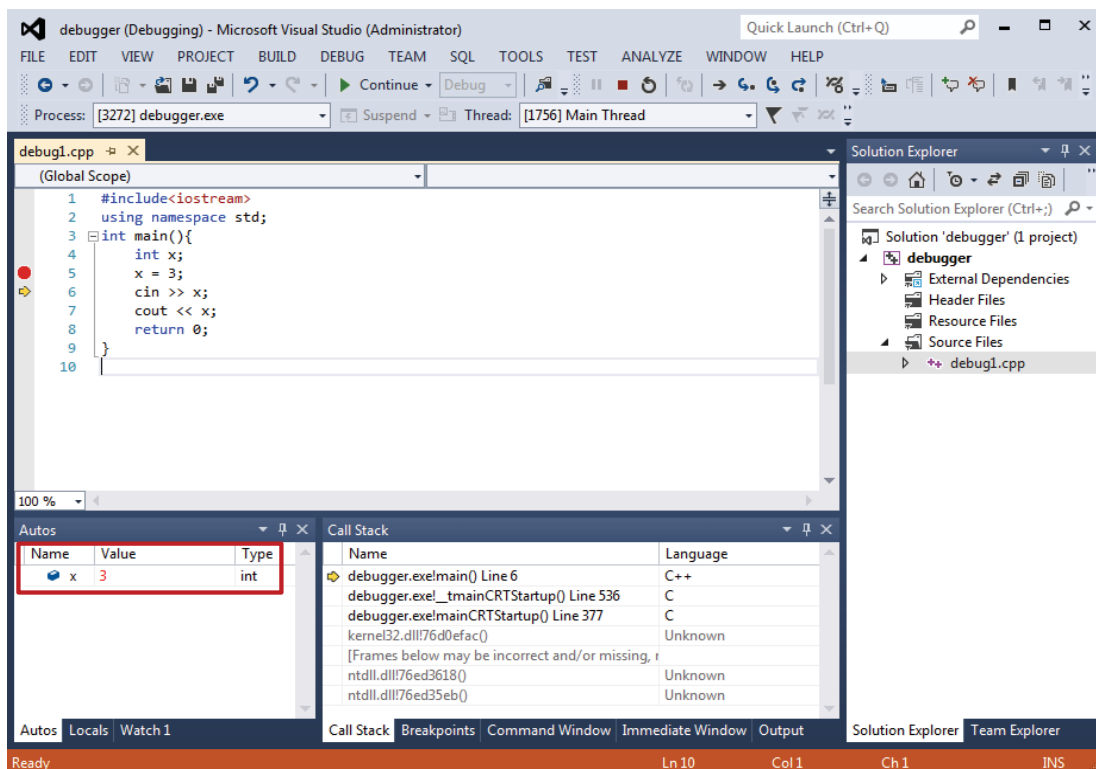 debugger (Debugging) - Microsoft Visual Studio (Administrator)
Quick Launch (Ctrl+Q)
FILE EDIT VIEW PROJECT BUILD DEBUG TEAM SQL TOOLS TEST ANALYZE WINDOW HELP
Continue Debug
Process: [3272] debugger.exe Suspend Thread: [1756] Main Thread
debug1.cpp
(Global Scope)
1 #include<iostream>
2 using namespace std;
3 int main(){
4 int x;
5 x = 3;
6 cin >> x;
7 cout << x;
8 return 0;
9 }
10
100 %
Solution Explorer
Search Solution Explorer (Ctrl+;)
Solution 'debugger' (1 project)
debugger
External Dependencies
Header Files
Resource Files
Source Files
debug1.cpp
Autos
Name Value Type
x 3 int
Autos Locals Watch 1
Call Stack
Name Language
debugger.exe!main() Line 6 C++
debugger.exe!__tmainCRTStartup() Line 536 C
debugger.exe!mainCRTStartup() Line 377 C
kernel32.dll!76d0efac() Unknown
[Frames below may be incorrect and/or missing,
ntdll.dll!76ed3618() Unknown
ntdll.dll!76ed35eb() Unknown
Call Stack Breakpoints Command Window Immediate Window Output
Solution Explorer Team Explorer
Ready Ln 10 Col 1 Ch 1 INS